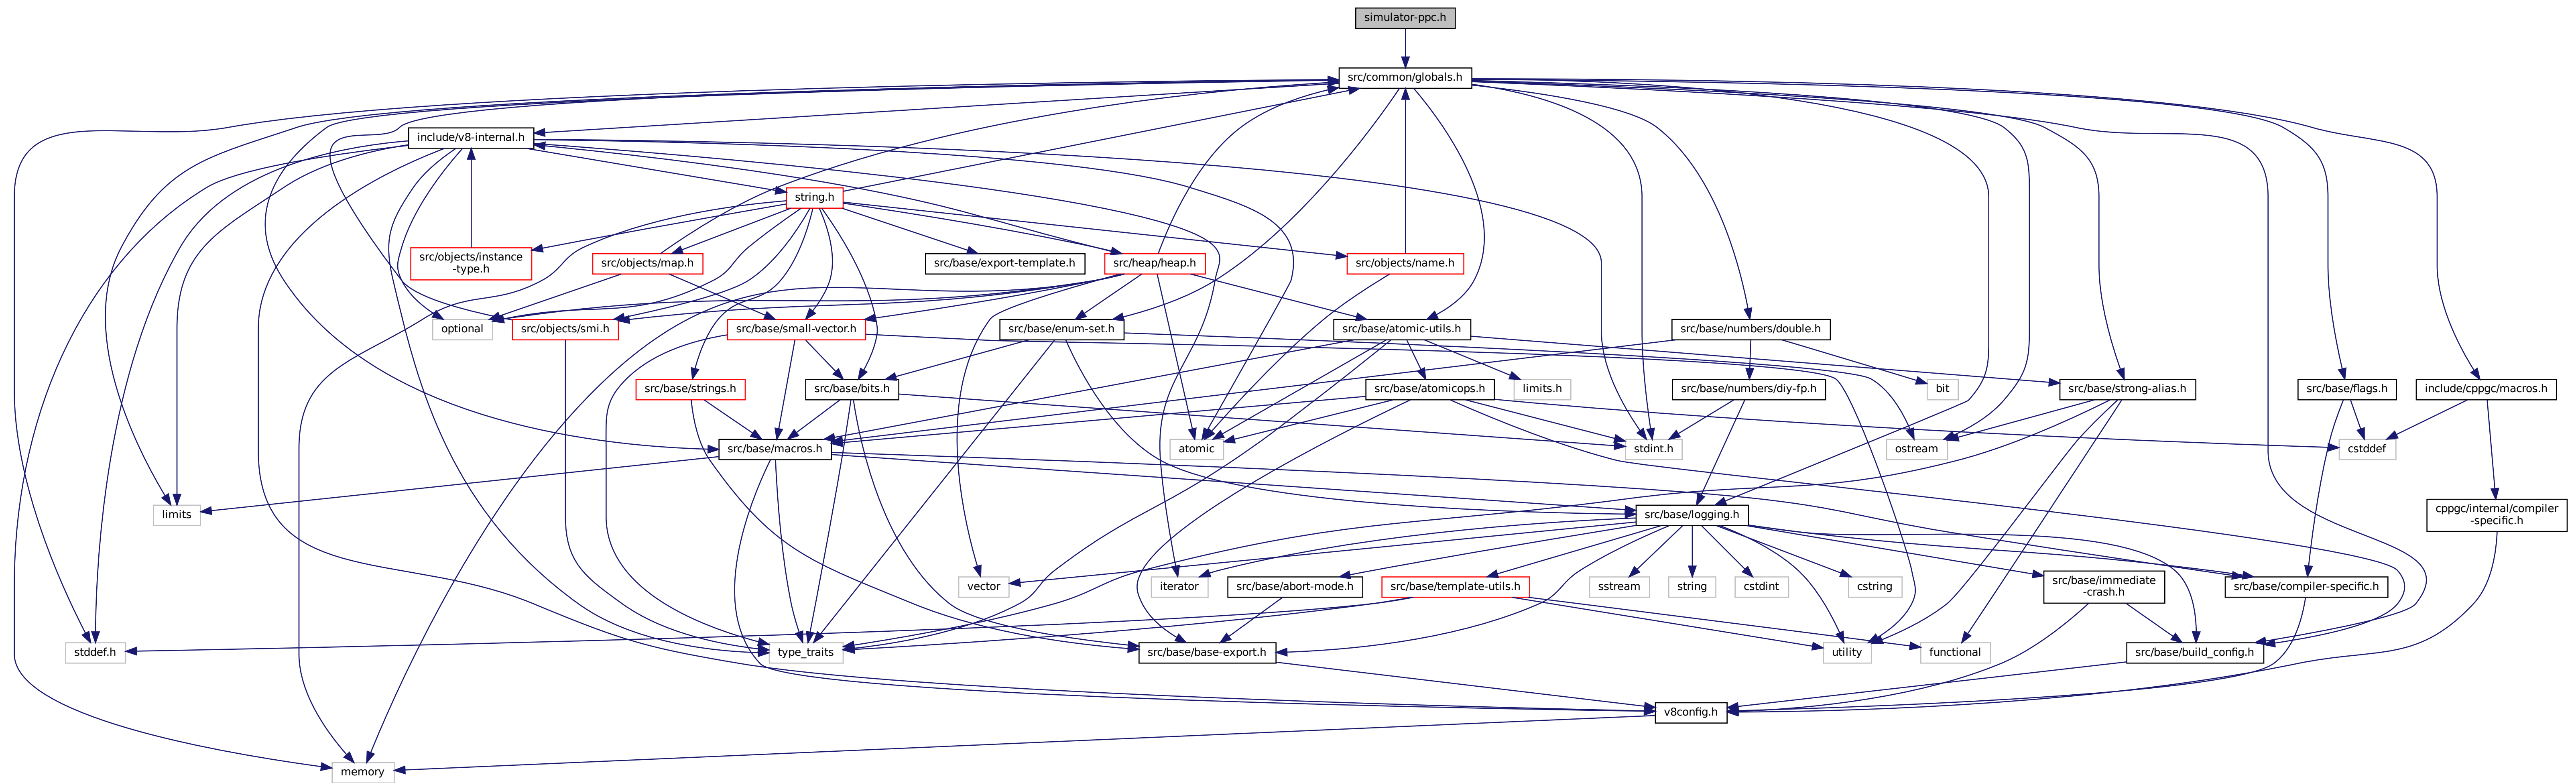 simulator-ppc.h
src/common/globals.h
include/v8-internal.h
string.h
src/objects/instance
-type.h
src/objects/map.h
src/base/export-template.h
src/heap/heap.h
src/objects/name.h
optional
src/objects/smi.h
src/base/small-vector.h
src/base/enum-set.h
src/base/atomic-utils.h
src/base/numbers/double.h
src/base/strings.h
src/base/bits.h
src/base/atomicops.h
limits.h
src/base/numbers/diy-fp.h
bit
src/base/strong-alias.h
src/base/flags.h
include/cppgc/macros.h
src/base/macros.h
atomic
stdint.h
ostream
cstddef
limits
src/base/logging.h
cppgc/internal/compiler
-specific.h
vector
iterator
src/base/abort-mode.h
src/base/template-utils.h
sstream
string
cstdint
cstring
src/base/immediate
-crash.h
src/base/compiler-specific.h
stddef.h
type_traits
src/base/base-export.h
utility
functional
src/base/build_config.h
v8config.h
memory